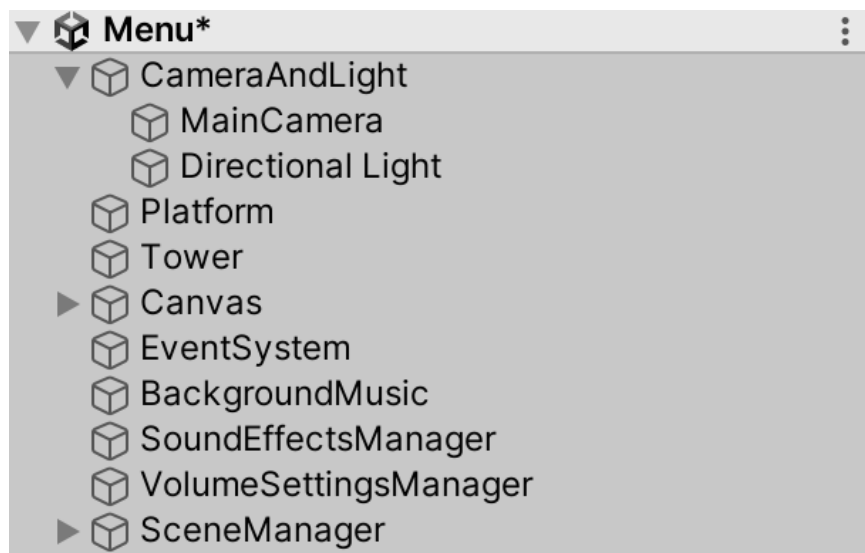 Menu*
CameraAndLight
MainCamera
Directional Light
Platform
Tower
Canvas
EventSystem
BackgroundMusic
SoundEffectsManager
VolumeSettingsManager
SceneManager